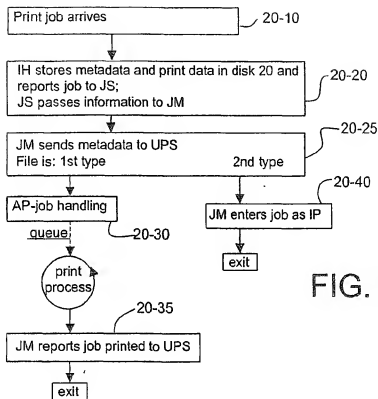 Print job arrives
20-10
IH stores metadata and print data in disk 20 and
reports job to JS;
JS passes information to JM
20-20
JM sends metadata to UPS
File is: 1st type 2nd type
20-25
AP-job handling
20-30
JM enters job as IP
20-40
queue
exit
print
process
FIG.
20-35
JM reports job printed to UPS
exit